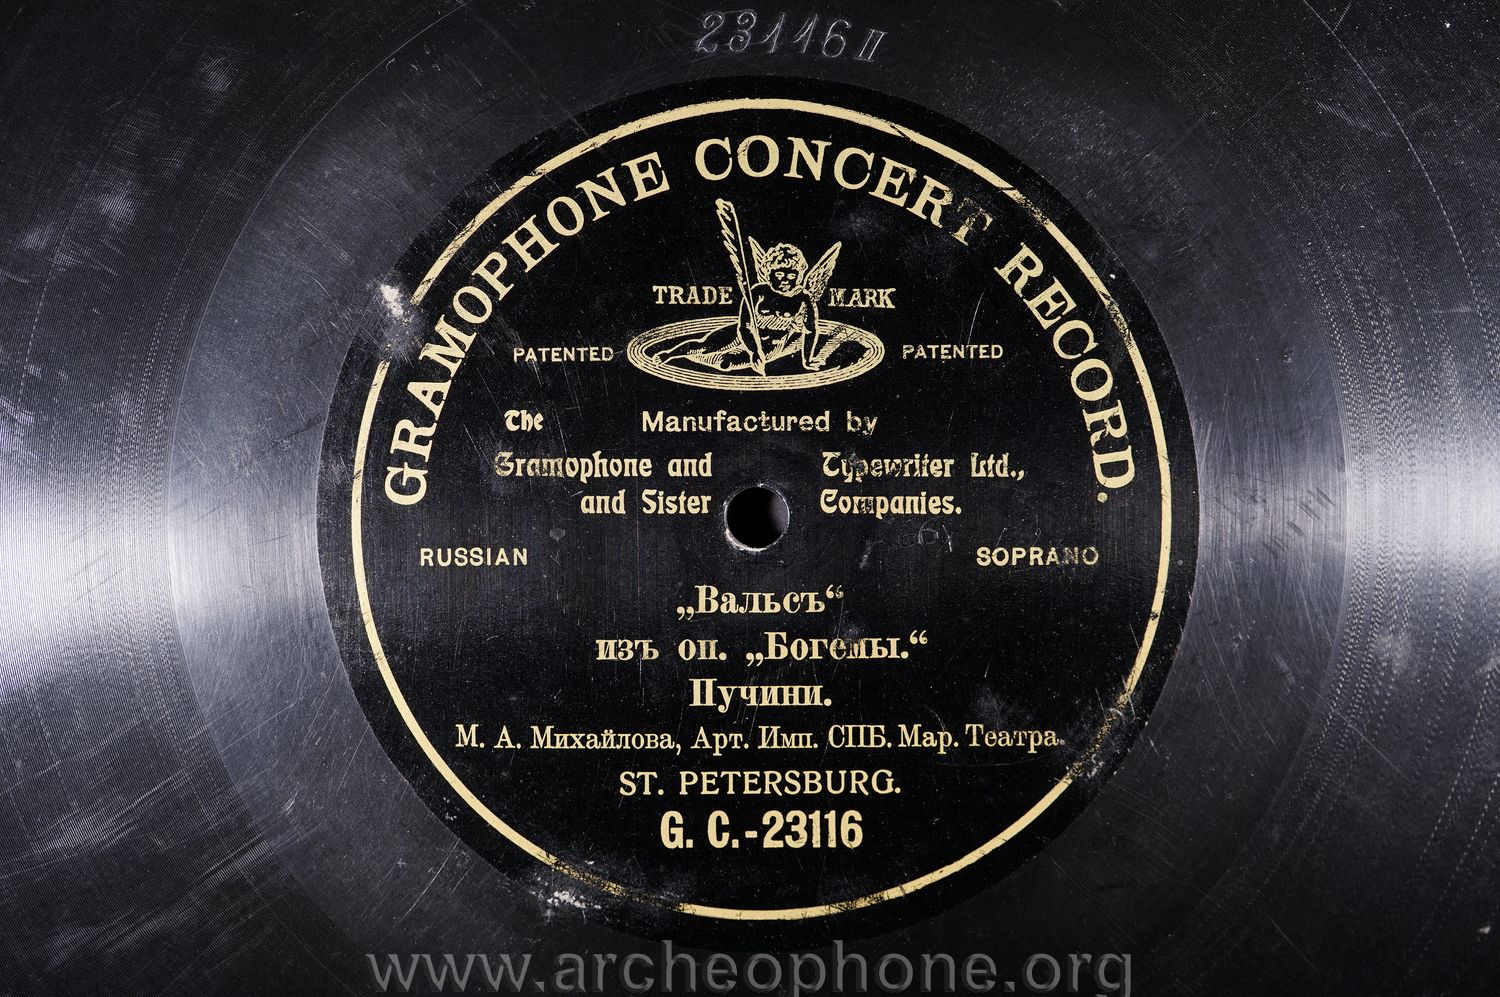 23116 II
GRAMOPHONE CONCERT RECORD.
TRADE MARK
PATENTED PATENTED
The Manufactured by
Gramophone and Typewriter Ltd.,
and Sister Companies.
RUSSIAN SOPRANO
„Вальсъ“
изъ оп. „Богемы.“
Пучини.
М. А. Михайлова, Арт. Имп. СПБ. Мар. Театра.
ST. PETERSBURG.
G. C.-23116
www.archeophone.org